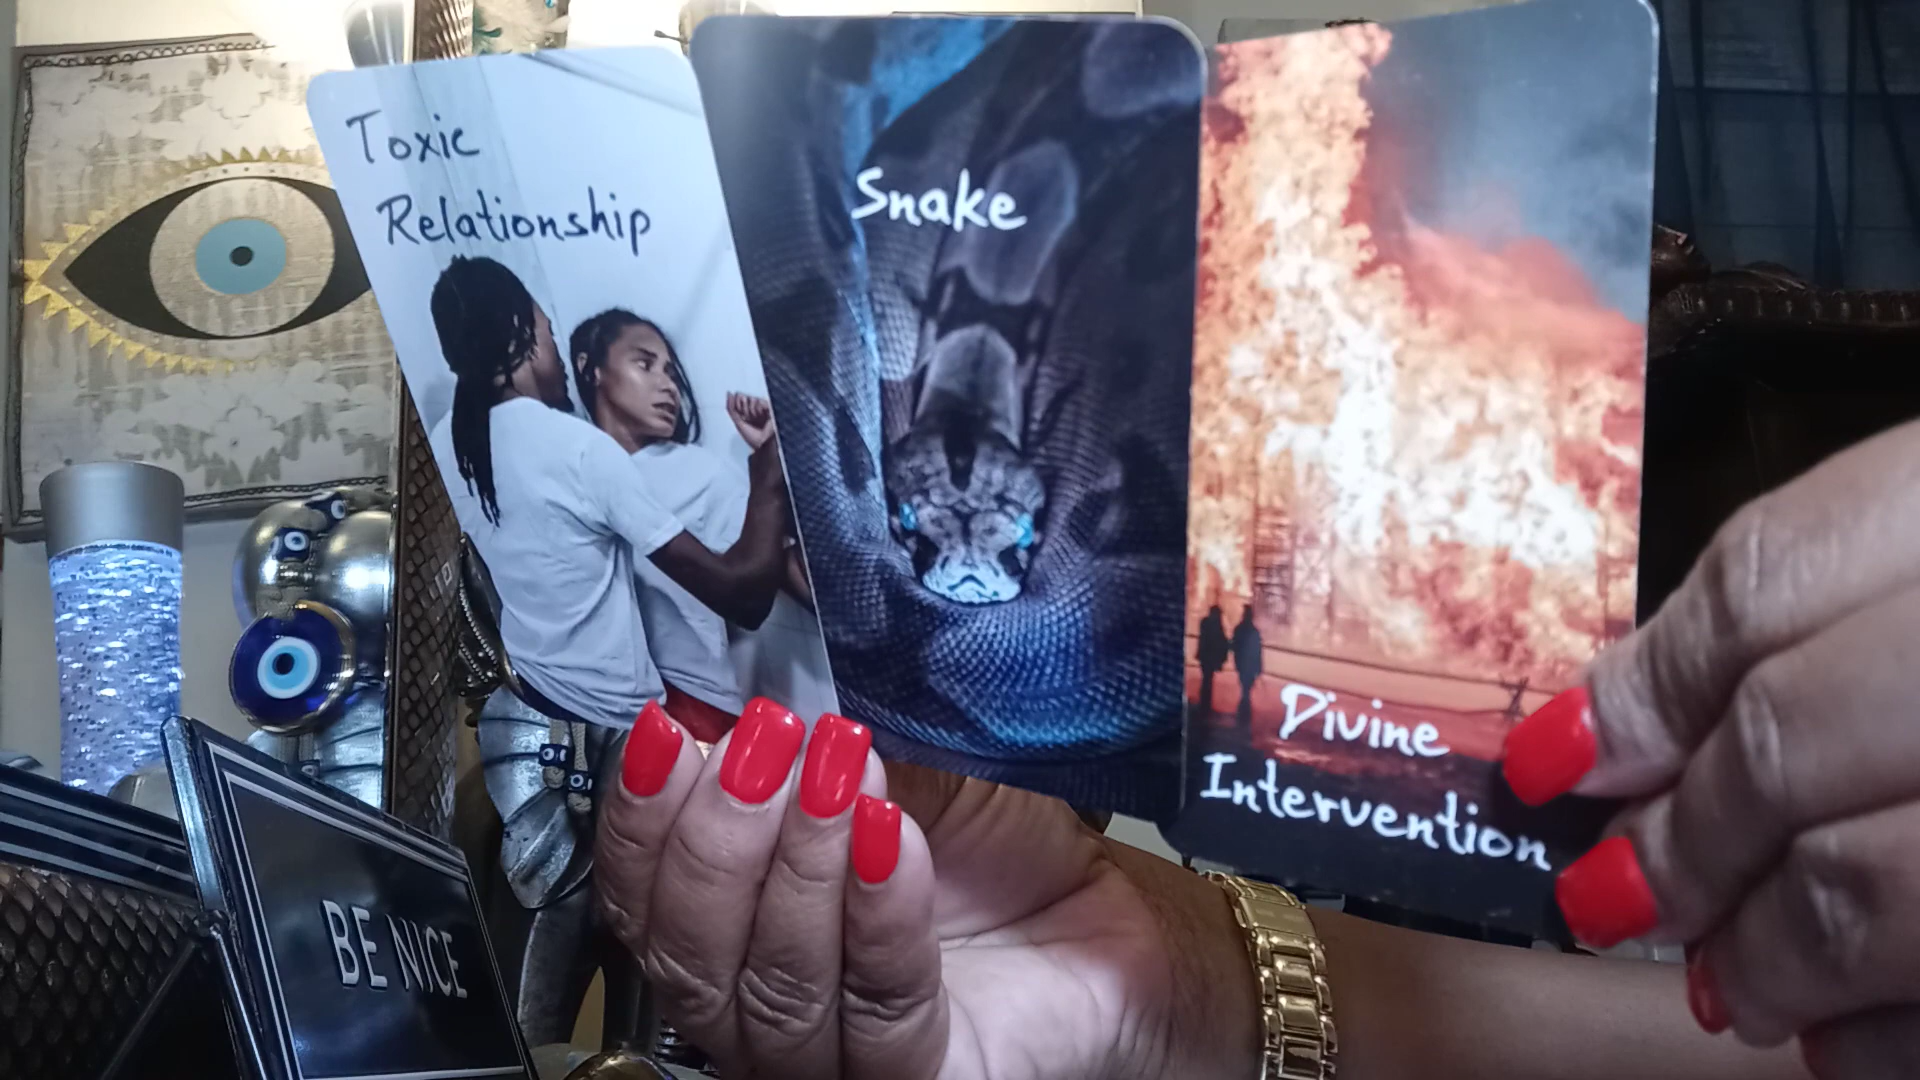 Toxic
Relationship
Snake
Divine
Intervention
BE NICE